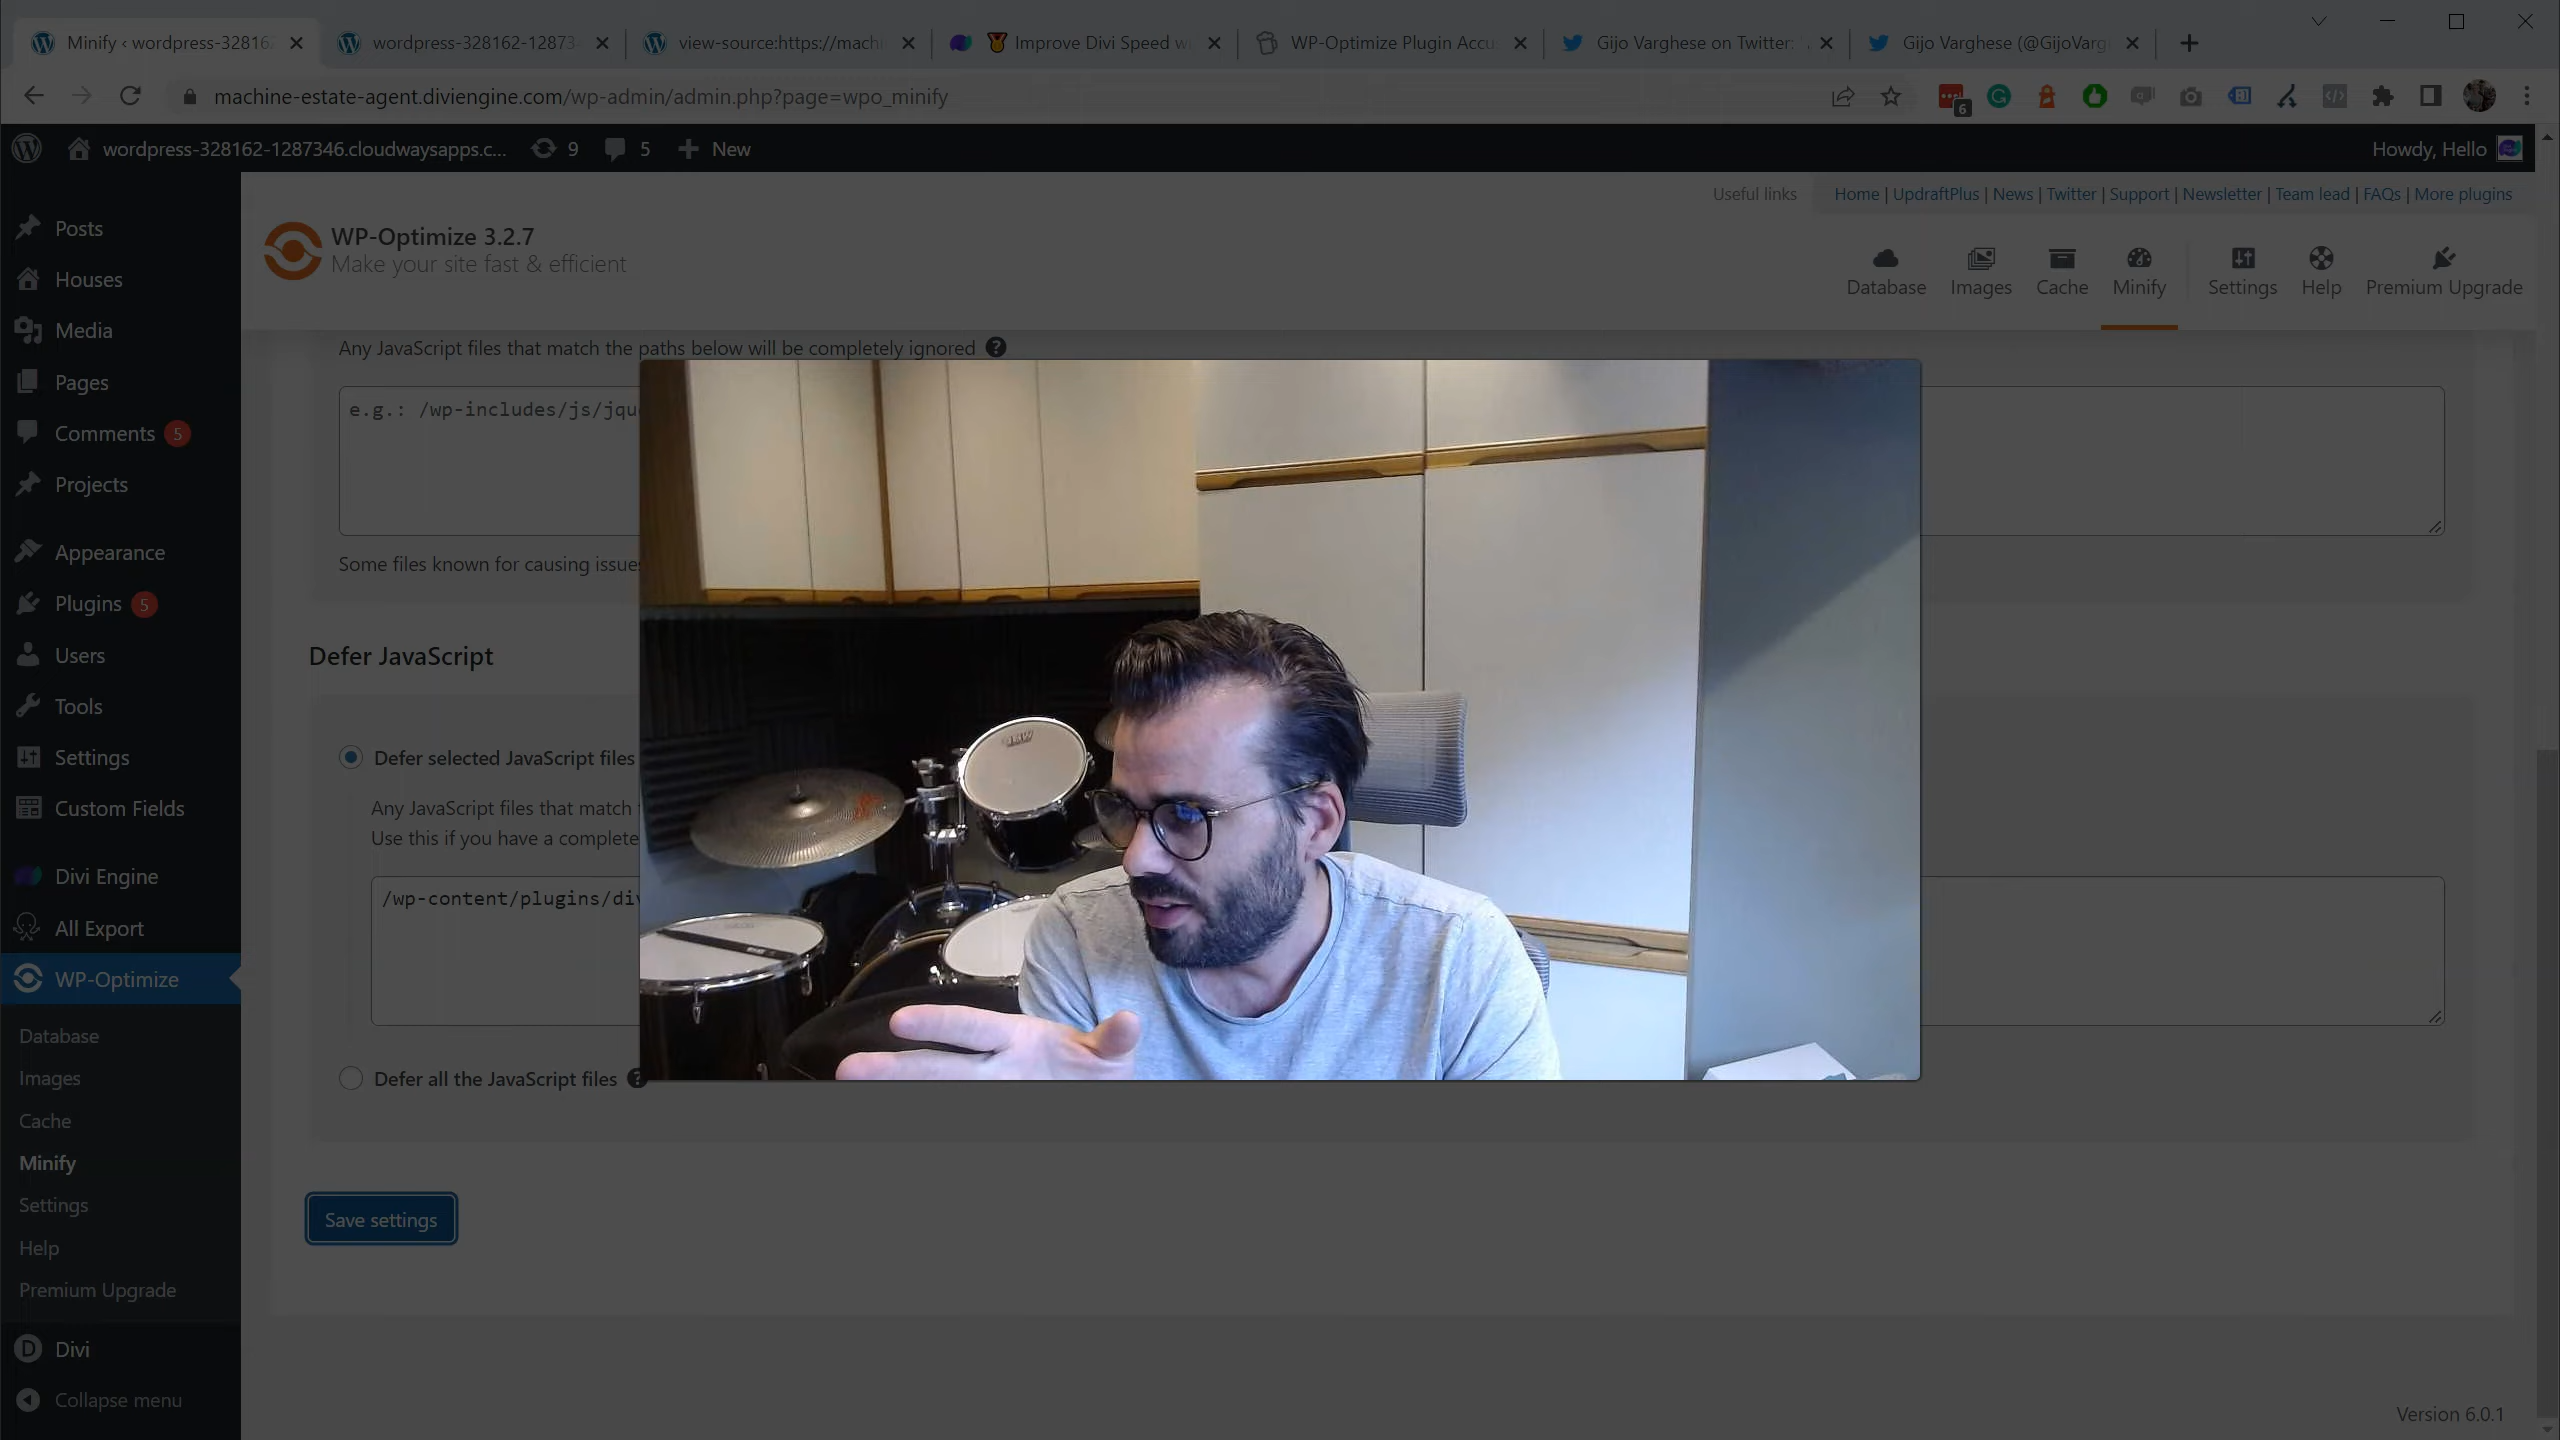 Minify ‹ wordpress-328162
wordpress-328162-12873
view-source:https://machi
Improve Divi Speed w
WP-Optimize Plugin Accu
Gijo Varghese on Twitter:
Gijo Varghese (@GijoVarg
machine-estate-agent.diviengine.com/wp-admin/admin.php?page=wpo_minify
6
wordpress-328162-1287346.cloudwaysapps.c...
9
5
New
Howdy, Hello
Useful links
Home | UpdraftPlus | News | Twitter | Support | Newsletter | Team lead | FAQs | More plugins
WP-Optimize 3.2.7
Make your site fast & efficient
Database
Images
Cache
Minify
Settings
Help
Premium Upgrade
Posts
Houses
Media
Pages
Comments 5
Projects
Appearance
Plugins 5
Users
Tools
Settings
Custom Fields
Divi Engine
All Export
WP-Optimize
Database
Images
Cache
Minify
Settings
Help
Premium Upgrade
Divi
Collapse menu
Any JavaScript files that match the paths below will be completely ignored
e.g.: /wp-includes/js/jqu
Some files known for causing issues
Defer JavaScript
Defer selected JavaScript files
Any JavaScript files that match
Use this if you have a complete
/wp-content/plugins/div
Defer all the JavaScript files
Save settings
Version 6.0.1